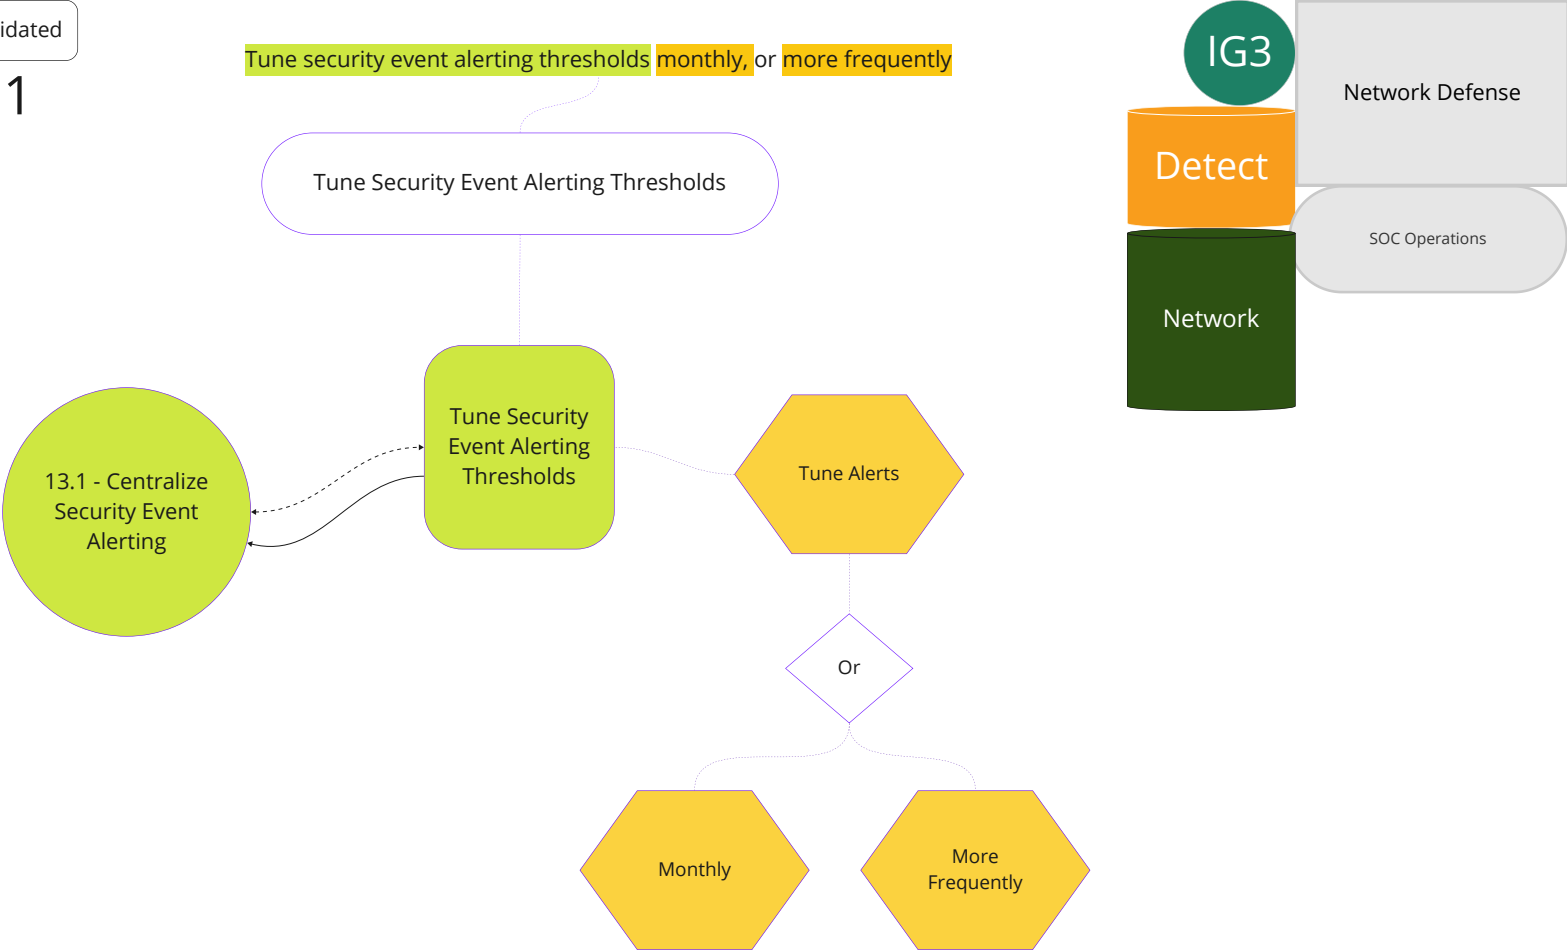 idated
1
Tune security event alerting thresholds monthly, or more frequently
Tune Security Event Alerting Thresholds
IG3
Network Defense
Detect
SOC Operations
Network
Tune Security
Event Alerting
Thresholds
13.1 - Centralize
Security Event
Alerting
Tune Alerts
Or
Monthly
More
Frequently